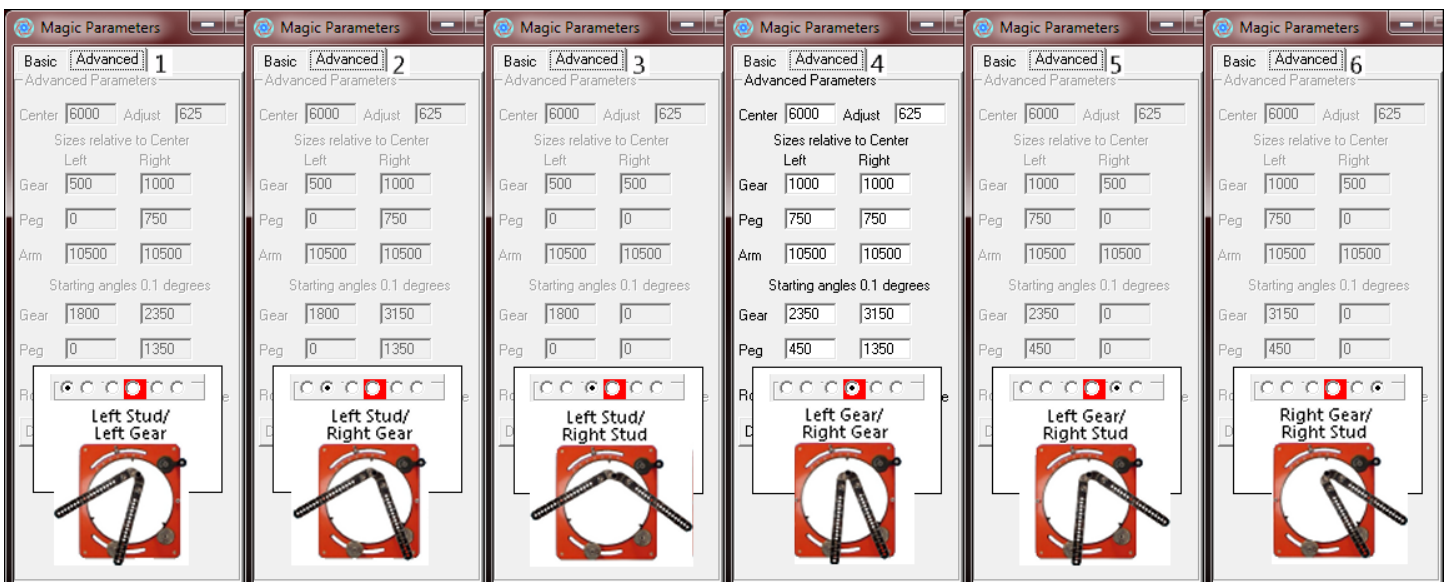 Magic Parameters
Basic Advanced 1
Advanced Parameters
Center 6000 Adjust 625
Sizes relative to Center
Left Right
Gear 500 1000
Peg 0 750
Arm 10500 10500
Starting angles 0.1 degrees
Gear 1800 2350
Peg 0 1350
Left Stud/
Left Gear
Magic Parameters
Basic Advanced 2
Advanced Parameters
Center 6000 Adjust 625
Sizes relative to Center
Left Right
Gear 500 1000
Peg 0 750
Arm 10500 10500
Starting angles 0.1 degrees
Gear 1800 3150
Peg 0 1350
Left Stud/
Right Gear
Magic Parameters
Basic Advanced 3
Advanced Parameters
Center 6000 Adjust 625
Sizes relative to Center
Left Right
Gear 500 500
Peg 0 0
Arm 10500 10500
Starting angles 0.1 degrees
Gear 1800 0
Peg 0 0
Left Stud/
Right Stud
Magic Parameters
Basic Advanced 4
Advanced Parameters
Center 6000 Adjust 625
Sizes relative to Center
Left Right
Gear 1000 1000
Peg 750 750
Arm 10500 10500
Starting angles 0.1 degrees
Gear 2350 3150
Peg 450 1350
Left Gear/
Right Gear
Magic Parameters
Basic Advanced 5
Advanced Parameters
Center 6000 Adjust 625
Sizes relative to Center
Left Right
Gear 1000 500
Peg 750 0
Arm 10500 10500
Starting angles 0.1 degrees
Gear 2350 0
Peg 450 0
Left Gear/
Right Stud
Magic Parameters
Basic Advanced 6
Advanced Parameters
Center 6000 Adjust 625
Sizes relative to Center
Left Right
Gear 1000 500
Peg 750 0
Arm 10500 10500
Starting angles 0.1 degrees
Gear 3150 0
Peg 450 0
Right Gear/
Right Stud